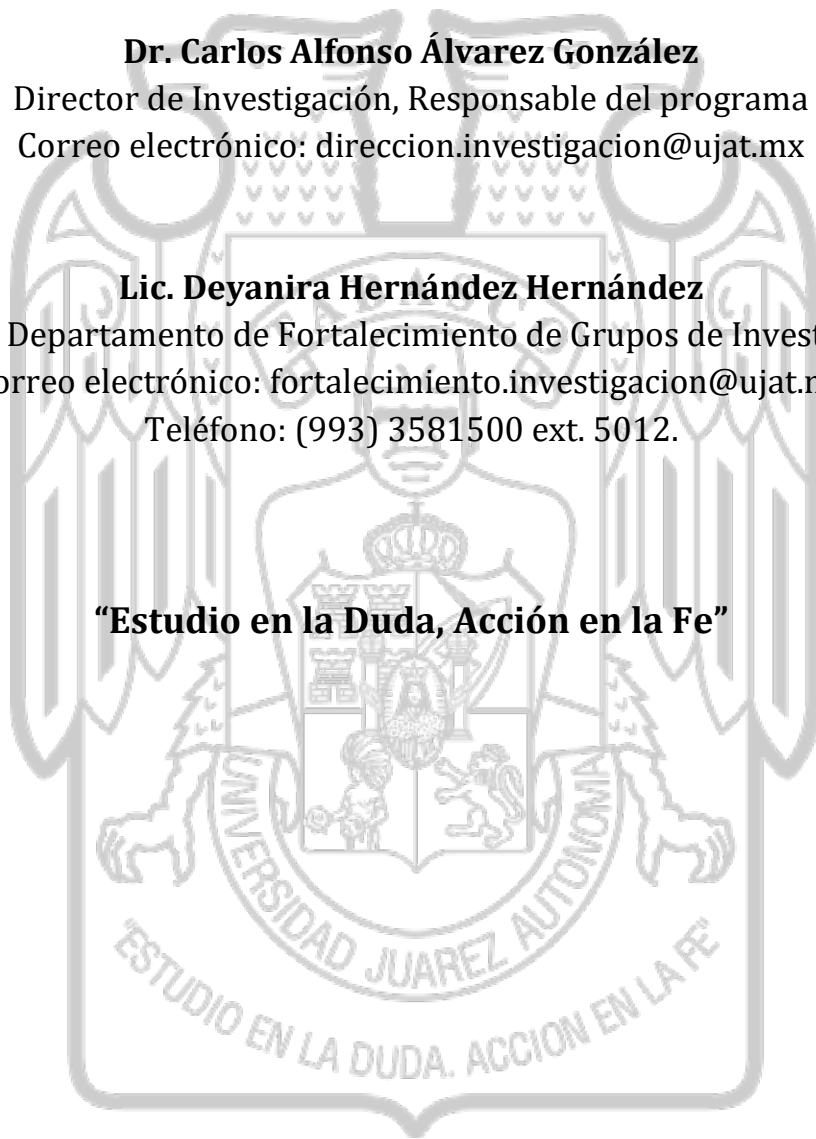 Dr. Carlos Alfonso Álvarez González
Director de Investigación, Responsable del programa
Correo electrónico: direccion.investigacion@ujat.mx
Lic. Deyanira Hernández Hernández
Departamento de Fortalecimiento de Grupos de Invest
orreo electrónico: fortalecimiento.investigacion@ujat.m
Teléfono: (993) 3581500 ext. 5012.
“Estudio en la Duda, Acción en la Fe”
TABASCO
UNIVERSIDAD JUAREZ AUTONOMA
"ESTUDIO EN LA DUDA. ACCION EN LA FE"